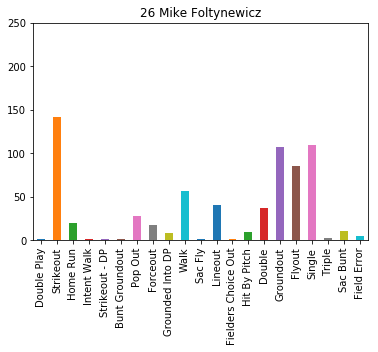 26 Mike Foltynewicz
250
200
150
100
50
0
Double Play
Strikeout
Home Run
Intent Walk
Strikeout - DP
Bunt Groundout
Pop Out
Forceout
Grounded Into DP
Walk
Sac Fly
Lineout
Fielders Choice Out
Hit By Pitch
Double
Groundout
Flyout
Single
Triple
Sac Bunt
Field Error